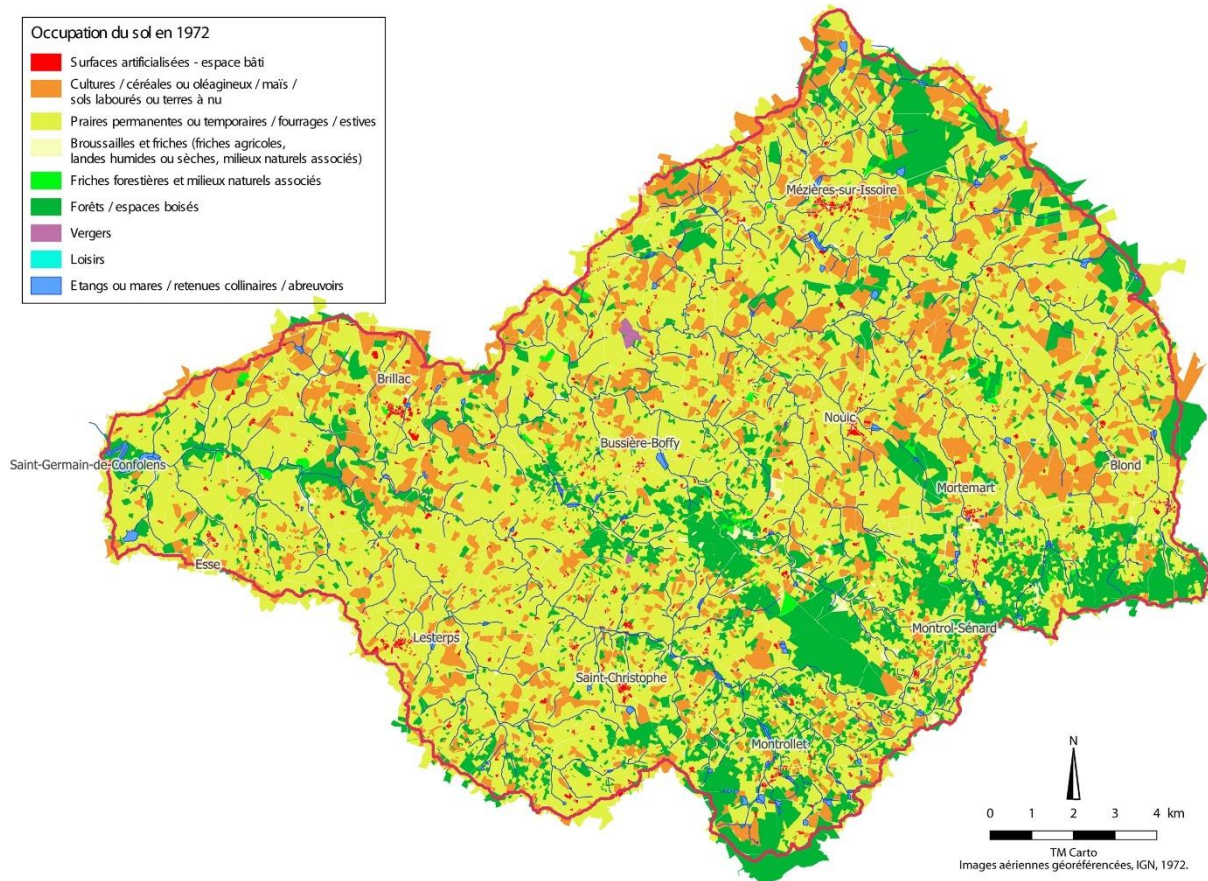 Occupation du sol en 1972
Surfaces artificialisées - espace bâti
Cultures / céréales ou oléagineux / maïs /
sols labourés ou terres à nu
Praires permanentes ou temporaires / fourrages / estives
Broussailles et friches (friches agricoles,
landes humides ou sèches, milieux naturels associés)
Friches forestières et milieux naturels associés
Forêts / espaces boisés
Vergers
Loisirs
Etangs ou mares / retenues collinaires / abreuvoirs
Mézières-sur-Issoire
Brillac
Nouic
Bussière-Boffy
Saint-Germain-de-Confolens
Blond
Mortemart
Esse
Montrol-Sénard
Lesterps
Saint-Christophe
Montrollet
N
0 1 2 3 4 km
TM Carto
Images aériennes géoréférencées, IGN, 1972.